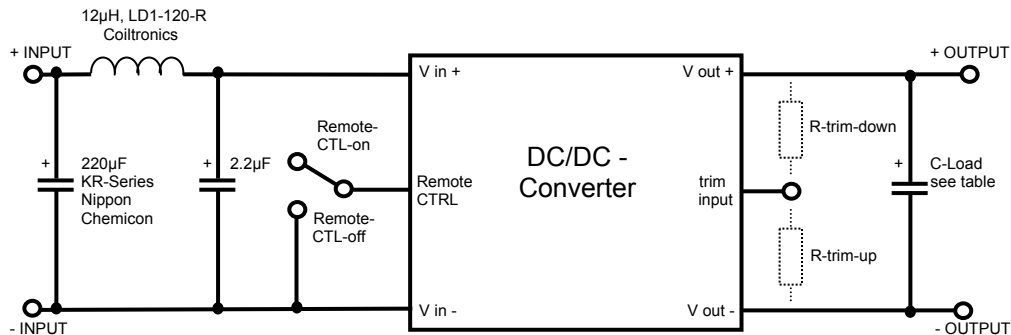 12µH, LD1-120-R
Coiltronics
+ INPUT
+ OUTPUT
V in +
V out +
Remote-
CTL-on
R-trim-down
+
220µF
KR-Series
Nippon
Chemicon
+
2.2µF
Remote
CTRL
DC/DC -
Converter
trim
input
+
C-Load
see table
Remote-
CTL-off
R-trim-up
V in -
V out -
- INPUT
- OUTPUT